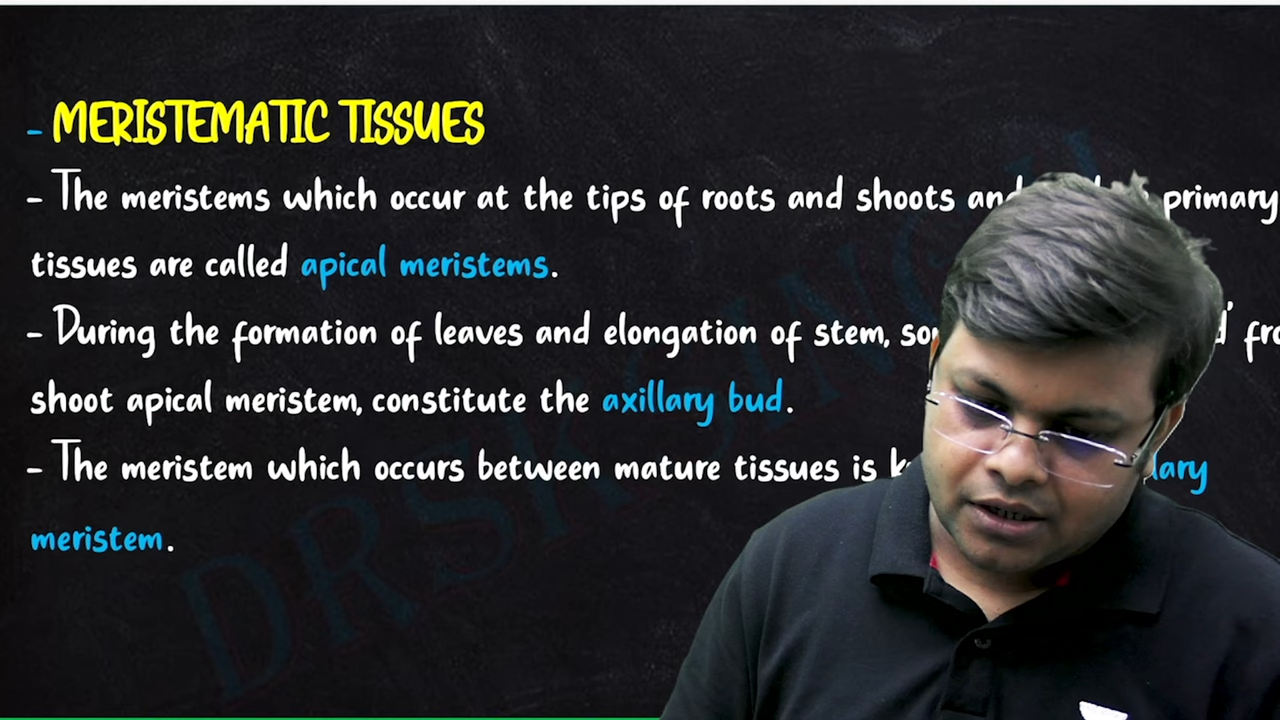 - MERISTEMATIC TISSUES
- The meristems which occur at the tips of roots and shoots and primary
tissues are called apical meristems.
- During the formation of leaves and elongation of stem,
shoot apical meristem, constitute the axillary bud.
- The meristem which occurs between mature tissues is
meristem.
DRSK SINGH